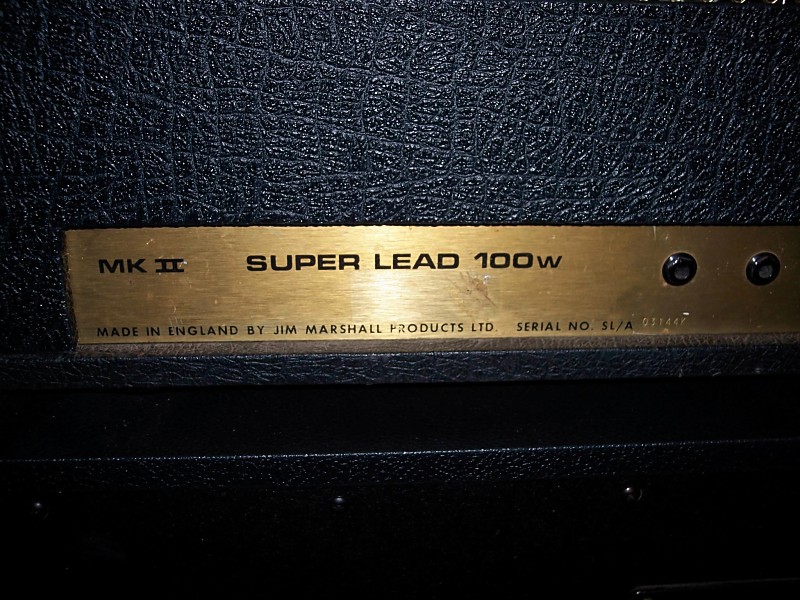 MK II SUPER LEAD 100W
MADE IN ENGLAND BY JIM MARSHALL PRODUCTS LTD. SERIAL NO. SL/A